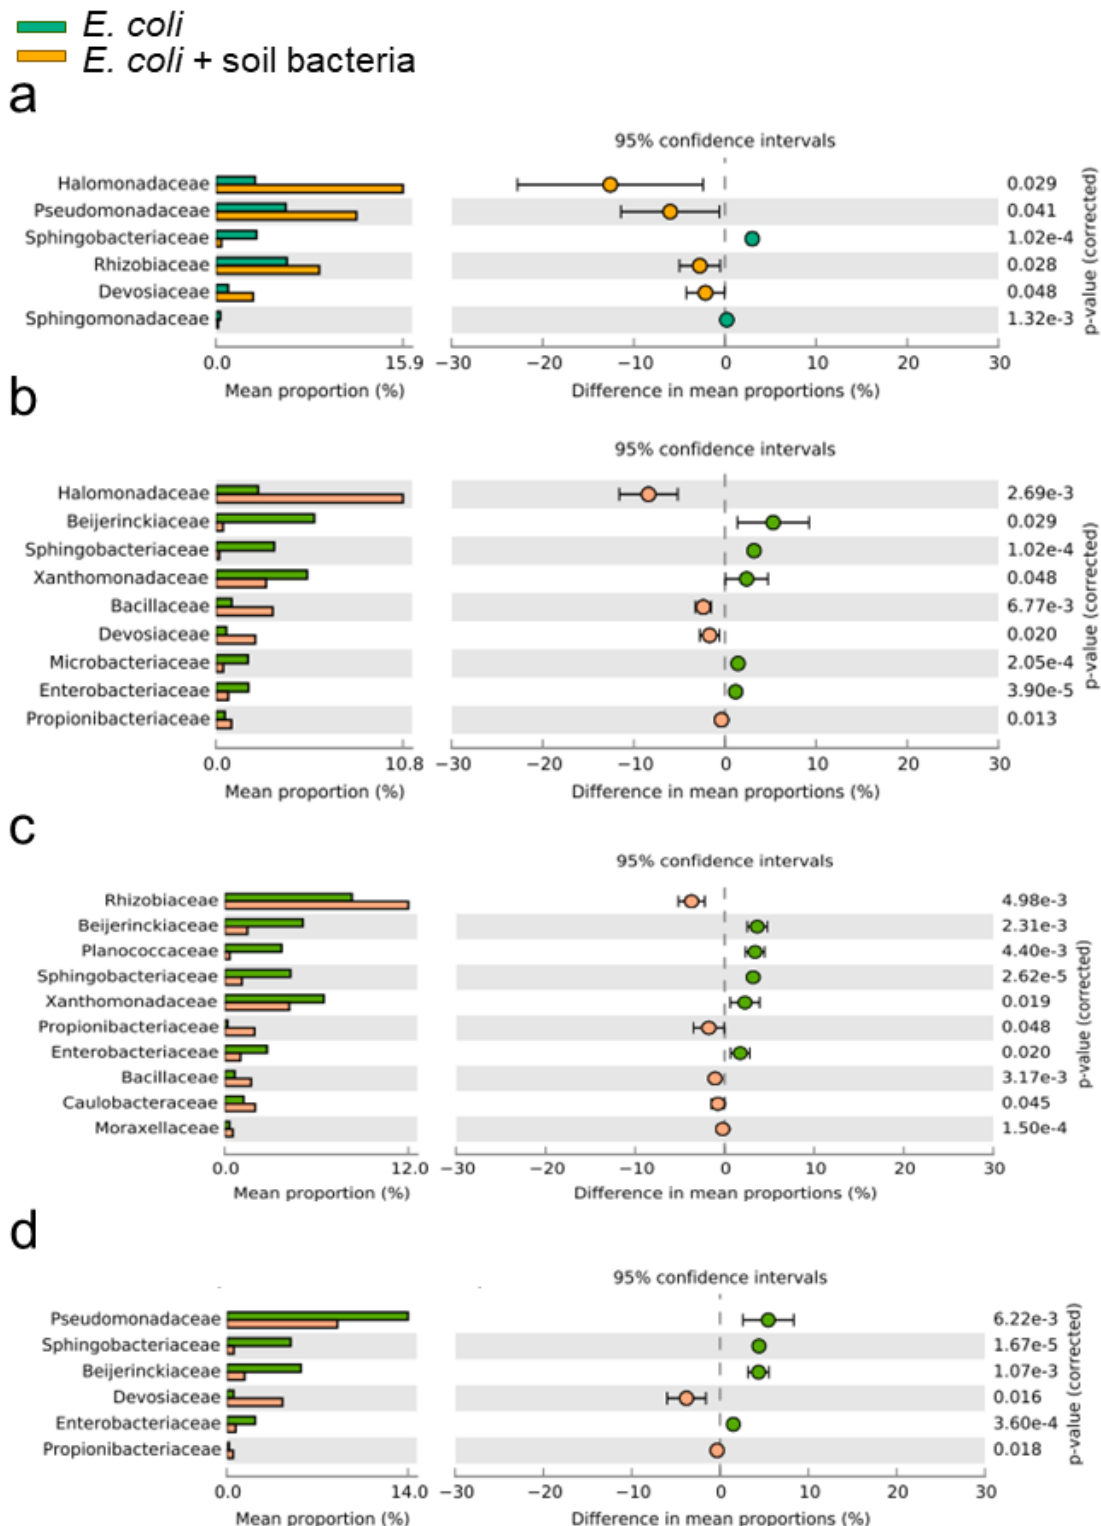 E. coli
E. coli + soil bacteria
a
95% confidence intervals
Halomonadaceae 0.029
Pseudomonadaceae 0.041
Sphingobacteriaceae 1.02e-4
Rhizobiaceae 0.028
Devosiaceae 0.048
Sphingomonadaceae 1.32e-3
p-value (corrected)
0.0 15.9 −30 −20 −10 0 10 20 30
Mean proportion (%) Difference in mean proportions (%)
b
95% confidence intervals
Halomonadaceae 2.69e-3
Beijerinckiaceae 0.029
Sphingobacteriaceae 1.02e-4
Xanthomonadaceae 0.048
Bacillaceae 6.77e-3
Devosiaceae 0.020
Microbacteriaceae 2.05e-4
Enterobacteriaceae 3.90e-5
Propionibacteriaceae 0.013
p-value (corrected)
0.0 10.8 −30 −20 −10 0 10 20 30
Mean proportion (%) Difference in mean proportions (%)
c
95% confidence intervals
Rhizobiaceae 4.98e-3
Beijerinckiaceae 2.31e-3
Planococcaceae 4.40e-3
Sphingobacteriaceae 2.62e-5
Xanthomonadaceae 0.019
Propionibacteriaceae 0.048
Enterobacteriaceae 0.020
Bacillaceae 3.17e-3
Caulobacteraceae 0.045
Moraxellaceae 1.50e-4
p-value (corrected)
0.0 12.0 −30 −20 −10 0 10 20 30
Mean proportion (%) Difference in mean proportions (%)
d
95% confidence intervals
Pseudomonadaceae 6.22e-3
Sphingobacteriaceae 1.67e-5
Beijerinckiaceae 1.07e-3
Devosiaceae 0.016
Enterobacteriaceae 3.60e-4
Propionibacteriaceae 0.018
p-value (corrected)
0.0 14.0 −30 −20 −10 0 10 20 30
Mean proportion (%) Difference in mean proportions (%)